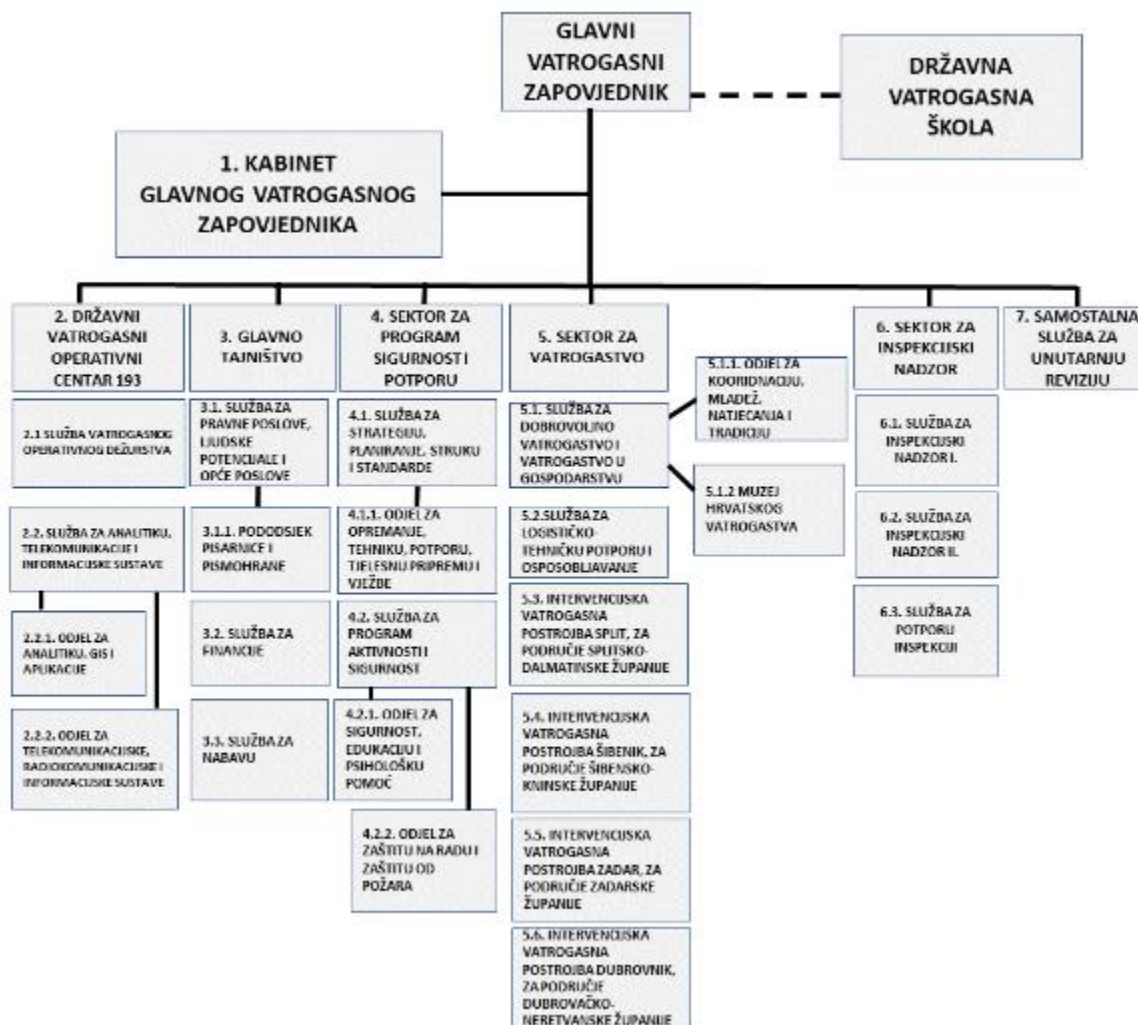 GLAVNI
VATROGASNI
ZAPOVJEDNIK
DRŽAVNA
VATROGASNA
ŠKOLA
1. KABINET
GLAVNOG VATROGASNOG
ZAPOVJEDNIKA
2. DRŽAVNI
VATROGASNI
OPERATIVNI
CENTAR 193
2.1 SLUŽBA VATROGASNOG
OPERATIVNOG DEŽURSTVA
2.2. SLUŽBA ZA ANALITIKU,
TELEKOMUNIKACIJE I
INFORMACIJSKE SUSTAVE
2.2.1. ODJEL ZA
ANALITIKU, GIS I
APLIKACIJE
2.2.2. ODJEL ZA
TELEKOMUNIKACIJSKE,
RADIOKOMUNIKACIJSKE I
INFORMACIJSKE SUSTAVE
3. GLAVNO
TAJNIŠTVO
3.1. SLUŽBA ZA
PRAVNE POSLOVE,
LJUDSKE
POTENCIJALE I
OPĆE POSLOVE
3.1.1. PODODSJEK
PISARNICE I
PISMOHRANE
3.2. SLUŽBA ZA
FINANCIJE
3.3. SLUŽBA ZA
NABAVU
4. SEKTOR ZA
PROGRAM
SIGURNOSTI I
POTPORU
4.1. SLUŽBA ZA
STRATEGIJU,
PLANIRANJE, STRUKU
I STANDARDE
4.1.1. ODJEL ZA
OPREMANJE,
TEHNIKU, POTPORU,
TJELESNU PRIPREMU I
VJEŽBE
4.2. SLUŽBA ZA
PROGRAM
AKTIVNOSTI I
SIGURNOST
4.2.1. ODJEL ZA
SIGURNOST,
EDUKACIJU I
PSIHOLOŠKU
POMOĆ
4.2.2. ODJEL ZA
ZAŠTITU NA RADU I
ZAŠTITU OD
POŽARA
5. SEKTOR ZA
VATROGASTVO
5.1. SLUŽBA ZA
DOBROVOLJNO
VATROGASTVO I
VATROGASTVO U
GOSPODARSTVU
5.1.1. ODJEL ZA
KOORIDNACIJU,
MLADEŽ,
NATJECANJA I
TRADICIJU
5.1.2 MUZEJ
HRVATSKOG
VATROGASTVA
5.2.SLUŽBA ZA
LOGISTIČKO-
TEHNIČKU POTPORU I
OSPOSOBLJAVANJE
5.3. INTERVENCIJSKA
VATROGASNA
POSTROJBA SPLIT, ZA
PODRUČJE SPLITSKO-
DALMATINSKE ŽUPANIJE
5.4. INTERVENCIJSKA
VATROGASNA
POSTROJBA ŠIBENIK, ZA
PODRUČJE ŠIBENSKO-
KNINSKE ŽUPANIJE
5.5. INTERVENCIJSKA
VATROGASNA
POSTROJBA ZADAR, ZA
PODRUČJE ZADARSKE
ŽUPANIJE
5.6. INTERVENCIJSKA
VATROGASNA
POSTROJBA DUBROVNIK,
ZA PODRUČJE
DUBROVAČKO-
NERETVANSKE ŽUPANIJE
6. SEKTOR ZA
INSPEKCIJSKI
NADZOR
6.1. SLUŽBA ZA
INSPEKCIJSKI
NADZOR I.
6.2. SLUŽBA ZA
INSPEKCIJSKI
NADZOR II.
6.3. SLUŽBA ZA
POTPORU
INSPEKCIJI
7. SAMOSTALNA
SLUŽBA ZA
UNUTARNJU
REVIZIJU